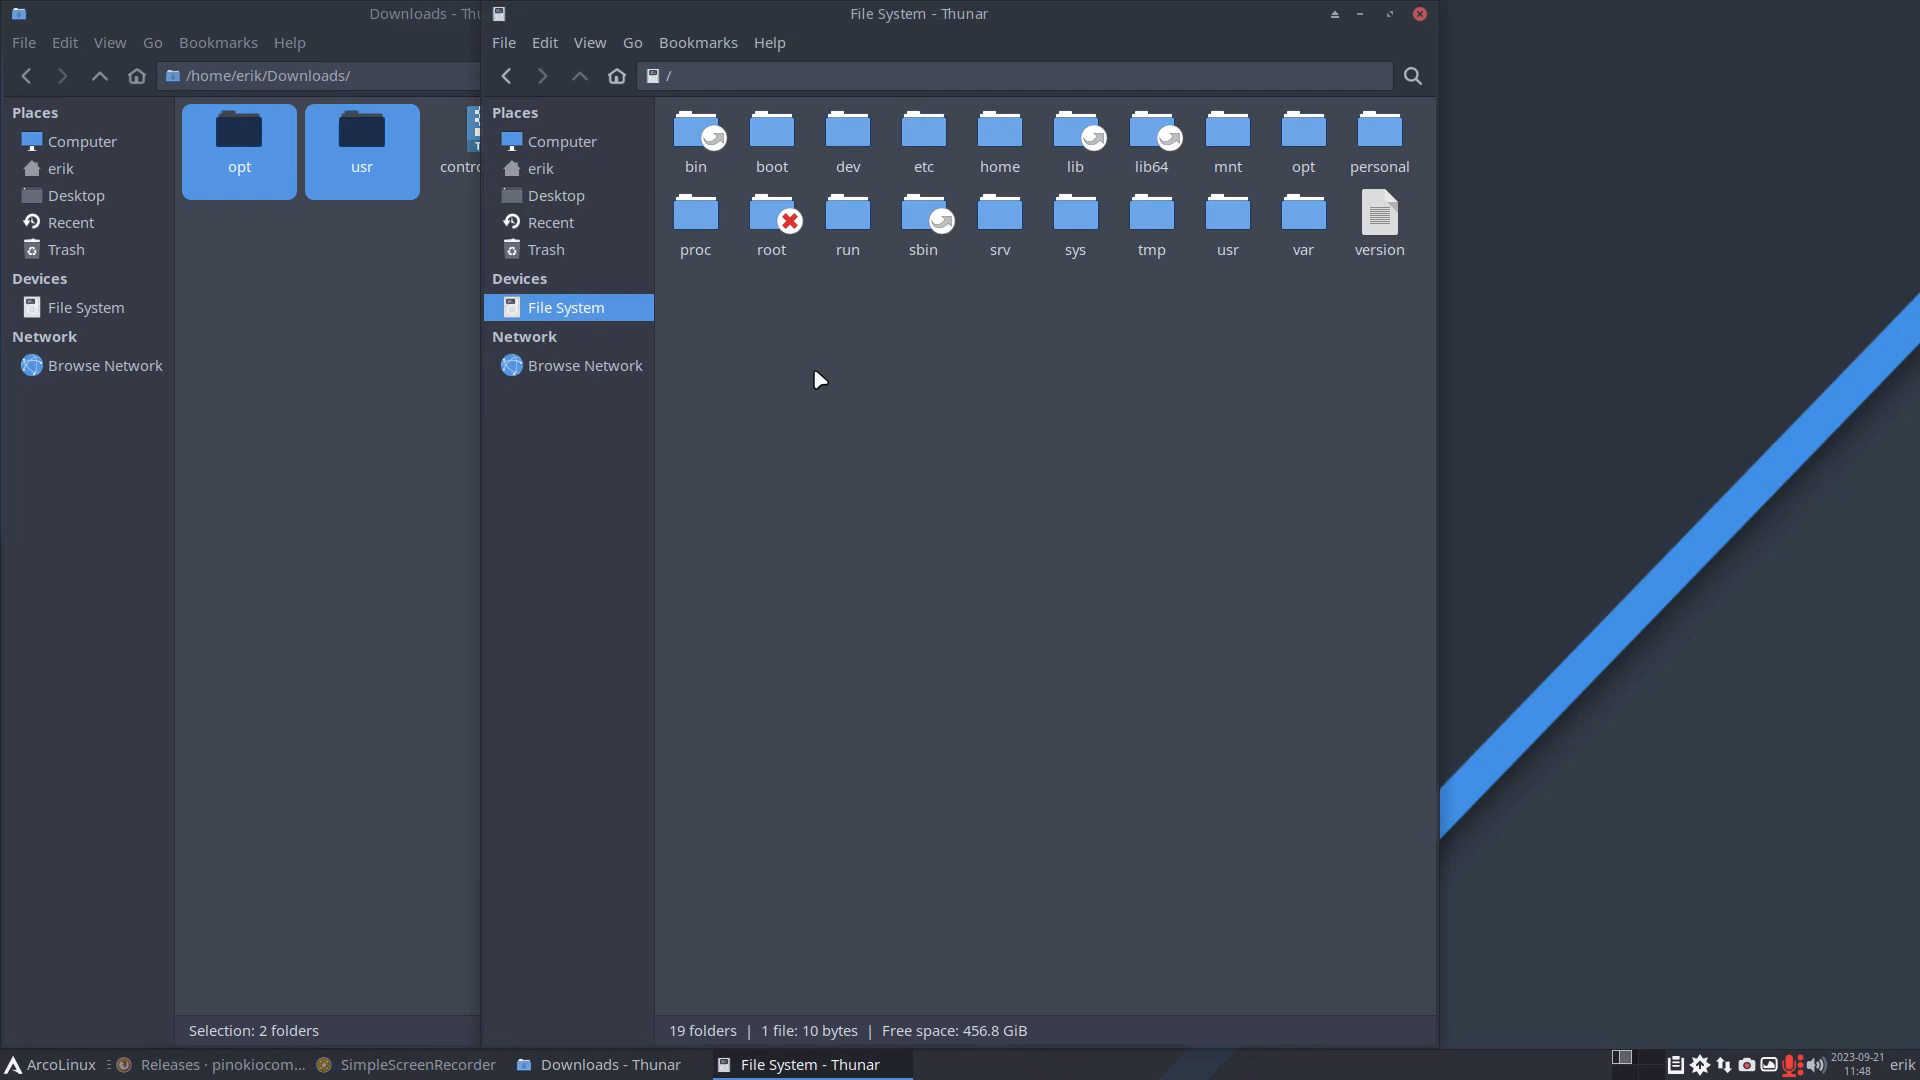 Downloads - Thu
File Edit View Go Bookmarks Help
/home/erik/Downloads/
Places
Computer
erik
Desktop
Recent
Trash
Devices
File System
Network
Browse Network
opt usr contro
Selection: 2 folders
File System - Thunar
File Edit View Go Bookmarks Help
/
Places
Computer
erik
Desktop
Recent
Trash
Devices
File System
Network
Browse Network
bin boot dev etc home lib lib64 mnt opt personal
proc root run sbin srv sys tmp usr var version
19 folders | 1 file: 10 bytes | Free space: 456.8 GiB
ArcoLinux Releases · pinokiocom... SimpleScreenRecorder Downloads - Thunar File System - Thunar 2023-09-21 erik
11:48